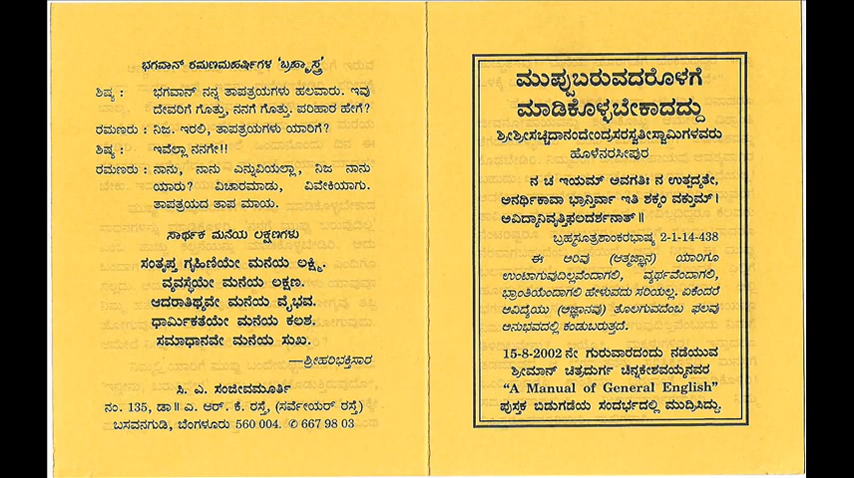 ಭಗವಾನ್ ರಮಣಮಹರ್ಷಿಗಳ ‘ಬ್ರಹ್ಮಾಸ್ತ್ರ’
ಶಿಷ್ಯ : ಭಗವಾನ್ ನನ್ನ ತಾಪತ್ರಯಗಳು ಹಲವಾರು. ಇವು
ದೇವರಿಗೆ ಗೊತ್ತು, ನನಗೆ ಗೊತ್ತು. ಪರಿಹಾರ ಹೇಗೆ?
ರಮಣರು : ನಿಜ. ಇರಲಿ, ತಾಪತ್ರಯಗಳು ಯಾರಿಗೆ?
ಶಿಷ್ಯ : ಇವೆಲ್ಲಾ ನನಗೇ!!
ರಮಣರು : ನಾನು, ನಾನು ಎನ್ನುವಿಯಲ್ಲಾ, ನಿಜ ನಾನು
ಯಾರು? ವಿಚಾರಮಾಡು, ವಿವೇಕಿಯಾಗು.
ತಾಪತ್ರಯದ ತಾಪ ಮಾಯ.
ಸಾರ್ಥಕ ಮನೆಯ ಲಕ್ಷಣಗಳು
ಸಂತೃಪ್ತ ಗೃಹಿಣಿಯೇ ಮನೆಯ ಲಕ್ಷ್ಮಿ.
ವ್ಯವಸ್ಥೆಯೇ ಮನೆಯ ಲಕ್ಷಣ.
ಆದರಾತಿಥ್ಯವೇ ಮನೆಯ ವೈಭವ.
ಧಾರ್ಮಿಕತೆಯೇ ಮನೆಯ ಕಲಶ.
ಸಮಾಧಾನವೇ ಮನೆಯ ಸುಖ.
—ಶ್ರೀಹರಿಭಕ್ತಿಸಾರ
ಸಿ. ಎ. ಸಂಜೀವಮೂರ್ತಿ
ನಂ. 135, ಡಾ॥ ಎ. ಆರ್. ಕೆ. ರಸ್ತೆ, (ಸರ್ವೇಯರ್ ರಸ್ತೆ)
ಬಸವನಗುಡಿ, ಬೆಂಗಳೂರು 560 004. ✆ 667 98 03
ಮುಪ್ಪುಬರುವದರೊಳಗೆ
ಮಾಡಿಕೊಳ್ಳಬೇಕಾದದ್ದು
ಶ್ರೀಶ್ರೀಸಚ್ಚಿದಾನಂದೇಂದ್ರಸರಸ್ವತೀಸ್ವಾಮಿಗಳವರು
ಹೊಳೆನರಸೀಪುರ
ನ ಚ ಇಯಮ್ ಅವಗತಿಃ ನ ಉತ್ಪದ್ಯತೇ,
ಅನರ್ಥಿಕಾವಾ ಭ್ರಾನ್ತಿರ್ವಾ ಇತಿ ಶಕ್ಯಂ ವಕ್ತುಮ್।
ಅವಿದ್ಯಾನಿವೃತ್ತಿಫಲದರ್ಶನಾತ್॥
ಬ್ರಹ್ಮಸೂತ್ರಶಾಂಕರಭಾಷ್ಯ 2-1-14-438
ಈ ಅರಿವು (ಆತ್ಮಜ್ಞಾನ) ಯಾರಿಗೂ
ಉಂಟಾಗುವುದಿಲ್ಲವೆಂದಾಗಲಿ, ವ್ಯರ್ಥವೆಂದಾಗಲಿ,
ಭ್ರಾಂತಿಯೆಂದಾಗಲಿ ಹೇಳುವದು ಸರಿಯಲ್ಲ. ಏಕೆಂದರೆ
ಅವಿದ್ಯೆಯು (ಅಜ್ಞಾನವು) ತೊಲಗುವದೆಂಬ ಫಲವು
ಅನುಭವದಲ್ಲಿ ಕಂಡುಬರುತ್ತದೆ.
15-8-2002 ನೇ ಗುರುವಾರದಂದು ನಡೆಯುವ
ಶ್ರೀಮಾನ್ ಚಿತ್ರದುರ್ಗ ಚಿನ್ನಕೇಶವಯ್ಯನವರ
“A Manual of General English”
ಪುಸ್ತಕ ಬಿಡುಗಡೆಯ ಸಂದರ್ಭದಲ್ಲಿ ಮುದ್ರಿಸಿದ್ದು.